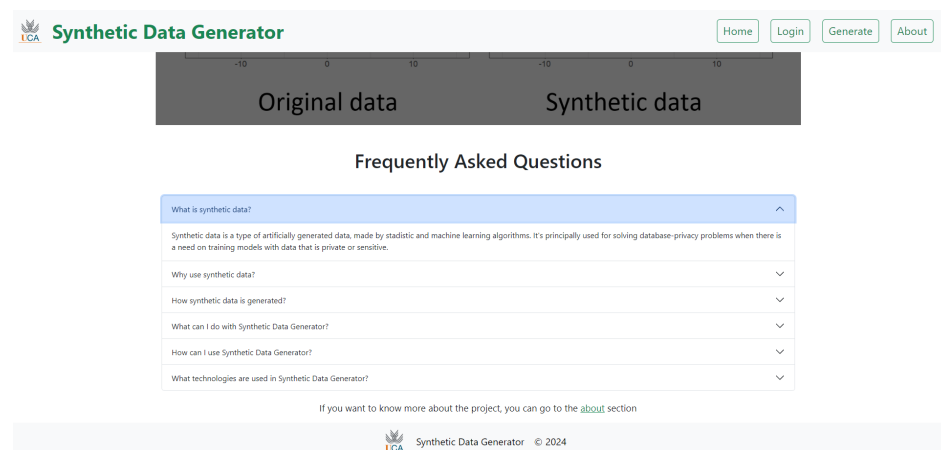 UCA Synthetic Data Generator
Home Login Generate About
-10 0 10 -10 0 10
Original data Synthetic data
Frequently Asked Questions
What is synthetic data?
Synthetic data is a type of artificially generated data, made by stadistic and machine learning algorithms. It's principally used for solving database-privacy problems when there is
a need on training models with data that is private or sensitive.
Why use synthetic data?
How synthetic data is generated?
What can I do with Synthetic Data Generator?
How can I use Synthetic Data Generator?
What technologies are used in Synthetic Data Generator?
If you want to know more about the project, you can go to the about section
UCA Synthetic Data Generator © 2024